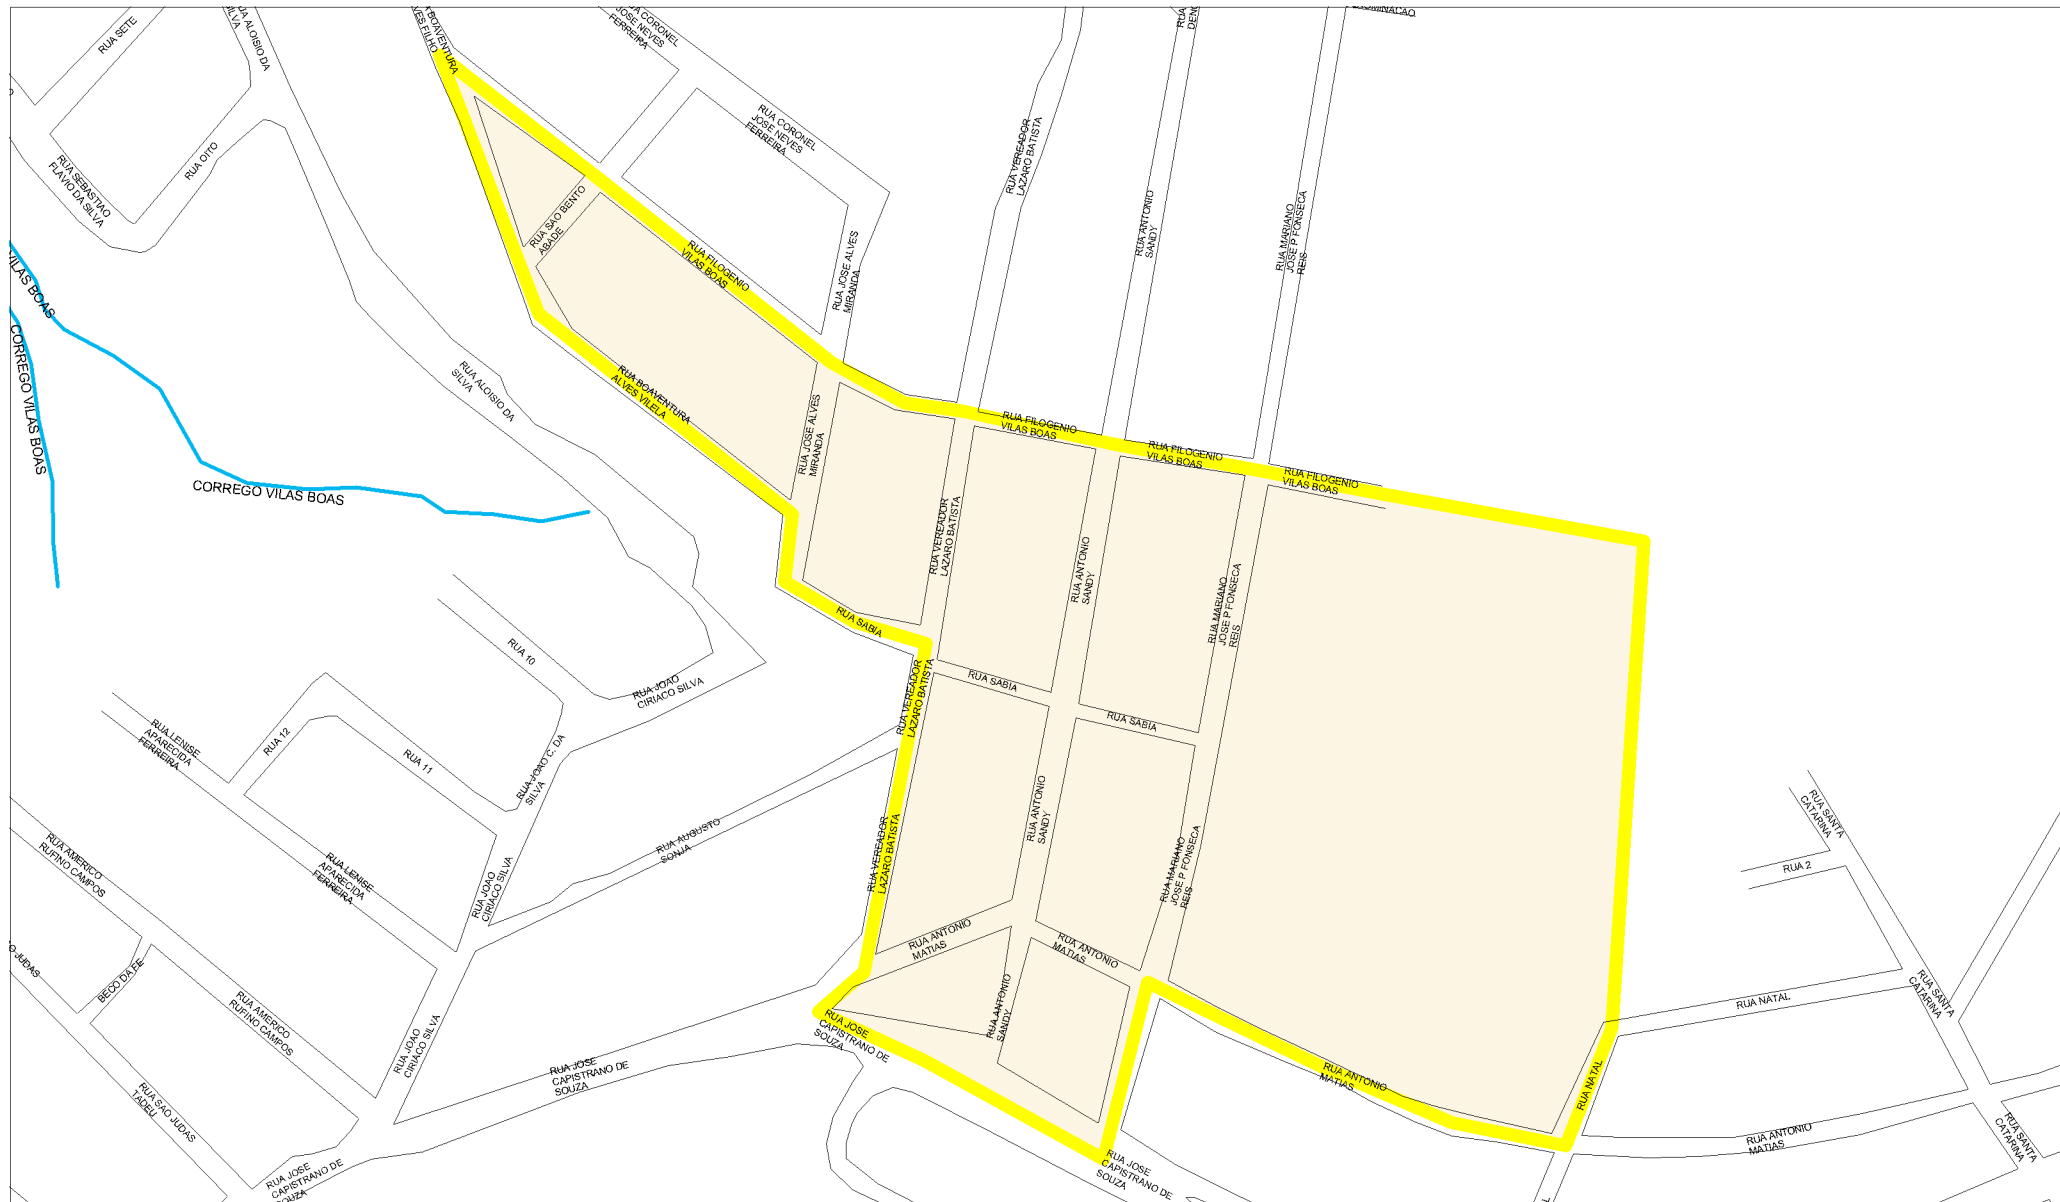 RUA SETE
RUA ALOISIO DA
SILVA
BOAVENTURA
VES FILHO
RUA CORONEL
JOSE NEVES
FERREIRA
RUA
RUA CORONEL
JOSE NEVES
FERREIRA
RUA VEREADOR
LAZARO BATISTA
RUA OITO
RUA SEBASTIAO
FLAVIO DA SILVA
RUA SAO BENTO
ABADE
RUA FILOGENIO
VILAS BOAS
RUA JOSE ALVES
MIRANDA
RUA ANTONIO
SANDY
RUA MARIANO
JOSE P FONSECA
REIS
VILAS BOAS
CORREGO VILAS BOAS
CORREGO VILAS BOAS
RUA ALOISIO DA
SILVA
RUA BOAVENTURA
ALVES VILELA
RUA JOSE ALVES
MIRANDA
RUA FILOGENIO
VILAS BOAS
RUA FILOGENIO
VILAS BOAS
RUA FILOGENIO
VILAS BOAS
RUA VEREADOR
LAZARO BATISTA
RUA ANTONIO
SANDY
RUA MARIANO
JOSE P FONSECA
REIS
RUA SABIA
RUA SABIA
RUA SABIA
RUA 10
RUA JOAO
CIRIACO SILVA
RUA VEREADOR
LAZARO BATISTA
RUA LENISE
APARECIDA
FERREIRA
RUA 12
RUA 11
RUA JOAO C. DA
SILVA
RUA AUGUSTO
SONJA
RUA VEREADOR
LAZARO BATISTA
RUA ANTONIO
SANDY
RUA MARIANO
JOSE P FONSECA
REIS
RUA SANTA
CATARINA
RUA 2
RUA AMERICO
RUFINO CAMPOS
RUA LENISE
APARECIDA
FERREIRA
RUA JOAO
CIRIACO SILVA
RUA ANTONIO
MATIAS
RUA ANTONIO
MATIAS
JUDAS
BECO DA FE
RUA AMERICO
RUFINO CAMPOS
RUA JOAO
CIRIACO SILVA
RUA ANTONIO
SANDY
RUA JOSE
CAPISTRANO DE
SOUZA
RUA NATAL
RUA SANTA
CATARINA
RUA JOSE
CAPISTRANO DE
SOUZA
RUA ANTONIO
MATIAS
RUA NATAL
RUA SAO JUDAS
TADEU
RUA ANTONIO
MATIAS
RUA SANTA
CATARINA
RUA JOSE
CAPISTRANO DE
SOUZA
RUA JOSE
CAPISTRANO DE